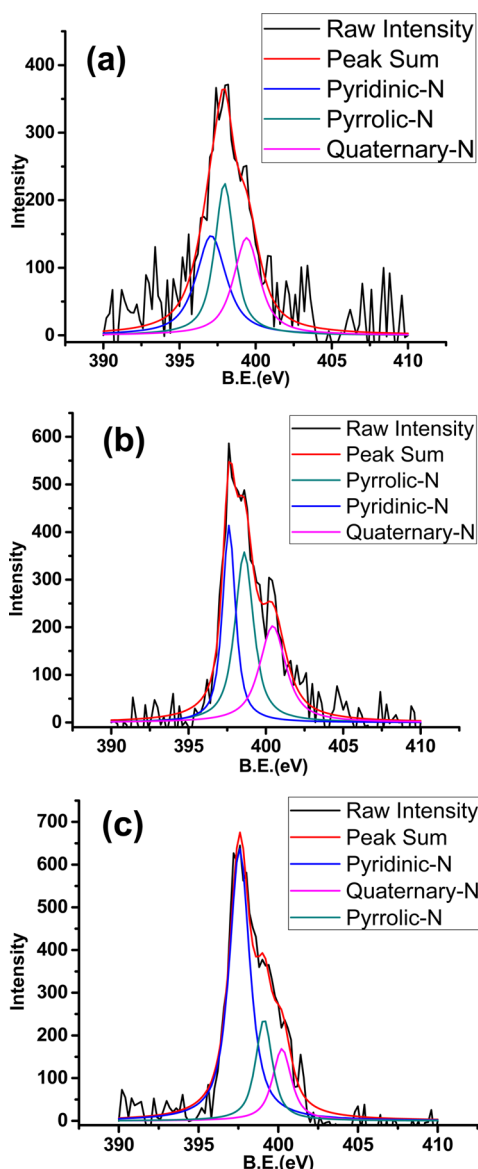 (a)
Raw Intensity
Peak Sum
Pyridinic-N
Pyrrolic-N
Quaternary-N
Intensity
400
300
200
100
0
390 395 400 405 410
B.E.(eV)
(b)
Raw Intensity
Peak Sum
Pyrrolic-N
Pyridinic-N
Quaternary-N
Intensity
600
500
400
300
200
100
0
390 395 400 405 410
B.E.(eV)
(c)
Raw Intensity
Peak Sum
Pyridinic-N
Quaternary-N
Pyrrolic-N
Intensity
700
600
500
400
300
200
100
0
390 395 400 405 410
B.E.(eV)